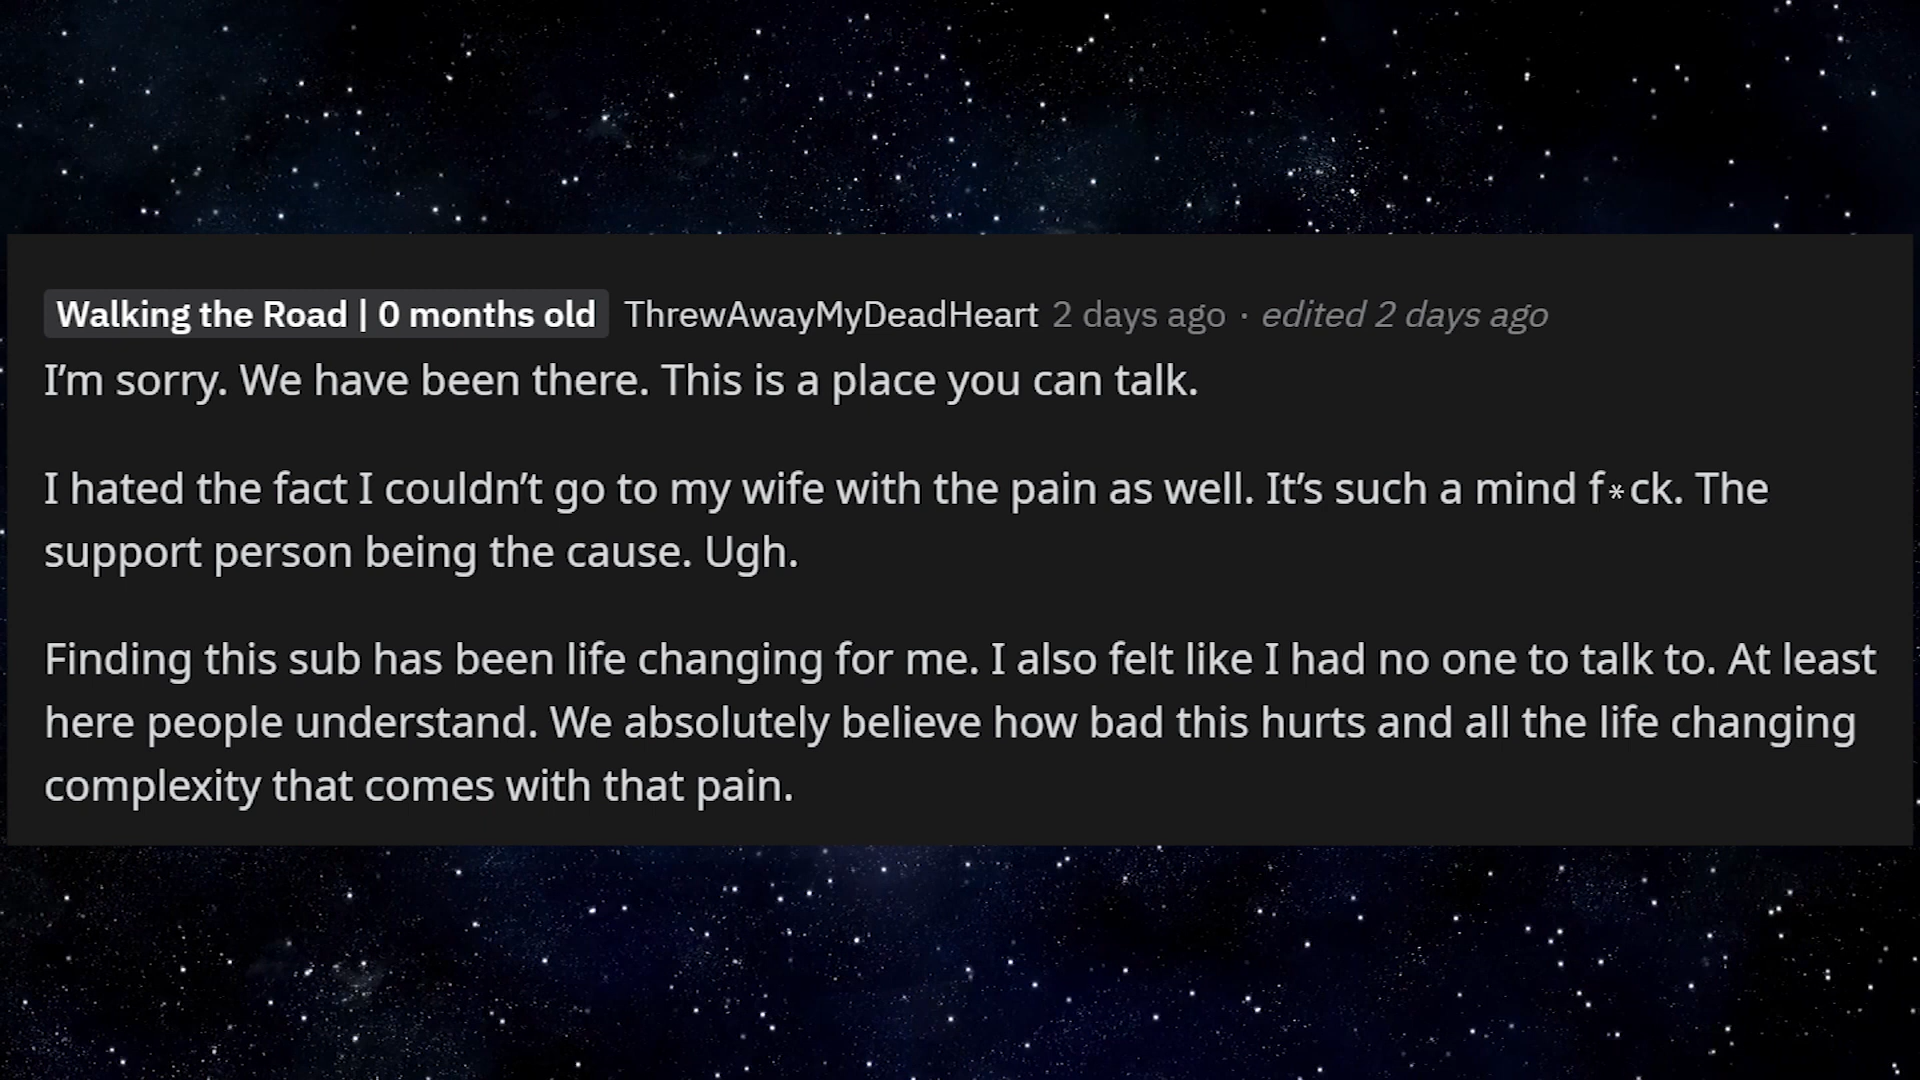 Walking the Road | 0 months old ThrewAwayMyDeadHeart 2 days ago · edited 2 days ago
I’m sorry. We have been there. This is a place you can talk.
I hated the fact I couldn’t go to my wife with the pain as well. It’s such a mind f*ck. The
support person being the cause. Ugh.
Finding this sub has been life changing for me. I also felt like I had no one to talk to. At least
here people understand. We absolutely believe how bad this hurts and all the life changing
complexity that comes with that pain.